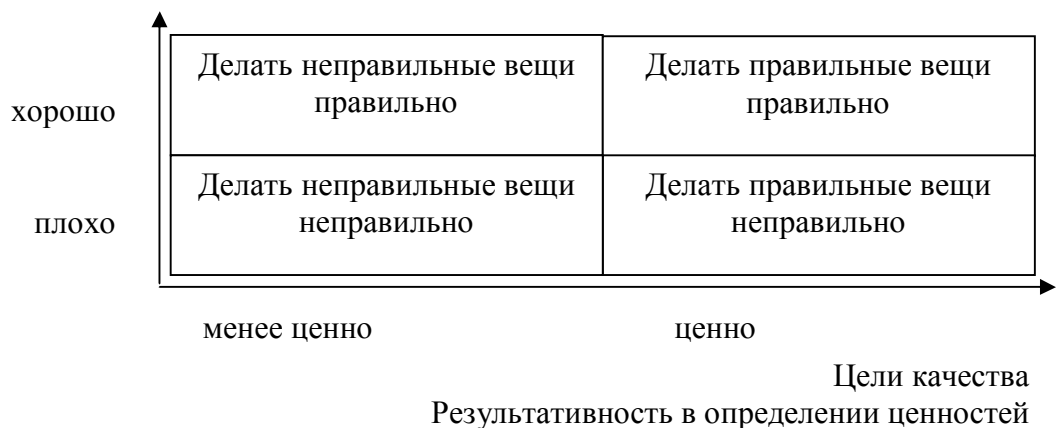 Делать неправильные вещи
правильно
Делать правильные вещи
правильно
хорошо
Делать неправильные вещи
неправильно
Делать правильные вещи
неправильно
плохо
менее ценно
ценно
Цели качества
Результативность в определении ценностей